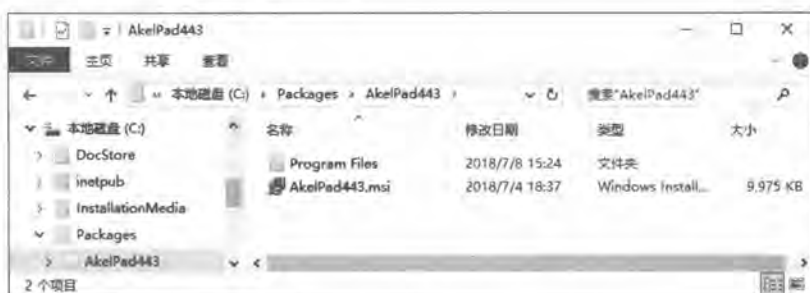 AkelPad443
文件 主页 共享 查看
本地磁盘 (C:) › Packages › AkelPad443 › 搜索"AkelPad443"
本地磁盘 (C:)
DocStore
inetpub
InstallationMedia
Packages
AkelPad443
名称 修改日期 类型 大小
Program Files 2018/7/8 15:24 文件夹
AkelPad443.msi 2018/7/4 18:37 Windows Install... 9,975 KB
2 个项目